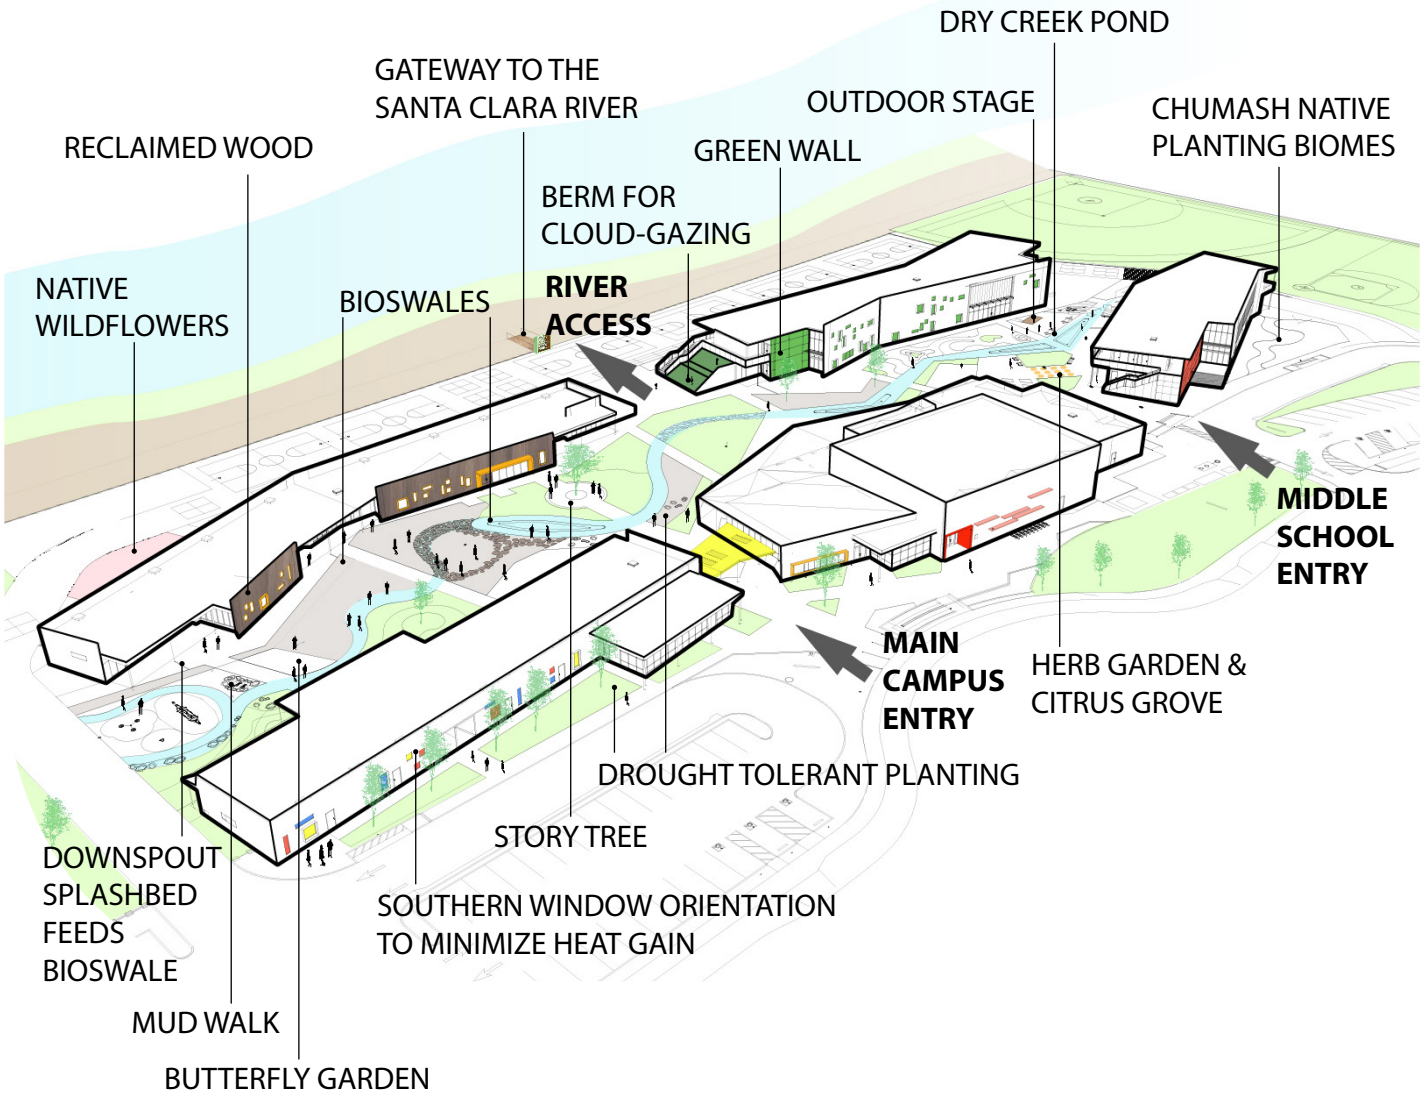 DRY CREEK POND
GATEWAY TO THE
SANTA CLARA RIVER
OUTDOOR STAGE
CHUMASH NATIVE
PLANTING BIOMES
RECLAIMED WOOD
GREEN WALL
BERM FOR
CLOUD-GAZING
NATIVE
WILDFLOWERS
BIOSWALES
RIVER
ACCESS
MIDDLE
SCHOOL
ENTRY
MAIN
CAMPUS
ENTRY
HERB GARDEN &
CITRUS GROVE
DROUGHT TOLERANT PLANTING
STORY TREE
DOWNSPOUT
SPLASHBED
FEEDS
BIOSWALE
SOUTHERN WINDOW ORIENTATION
TO MINIMIZE HEAT GAIN
MUD WALK
BUTTERFLY GARDEN